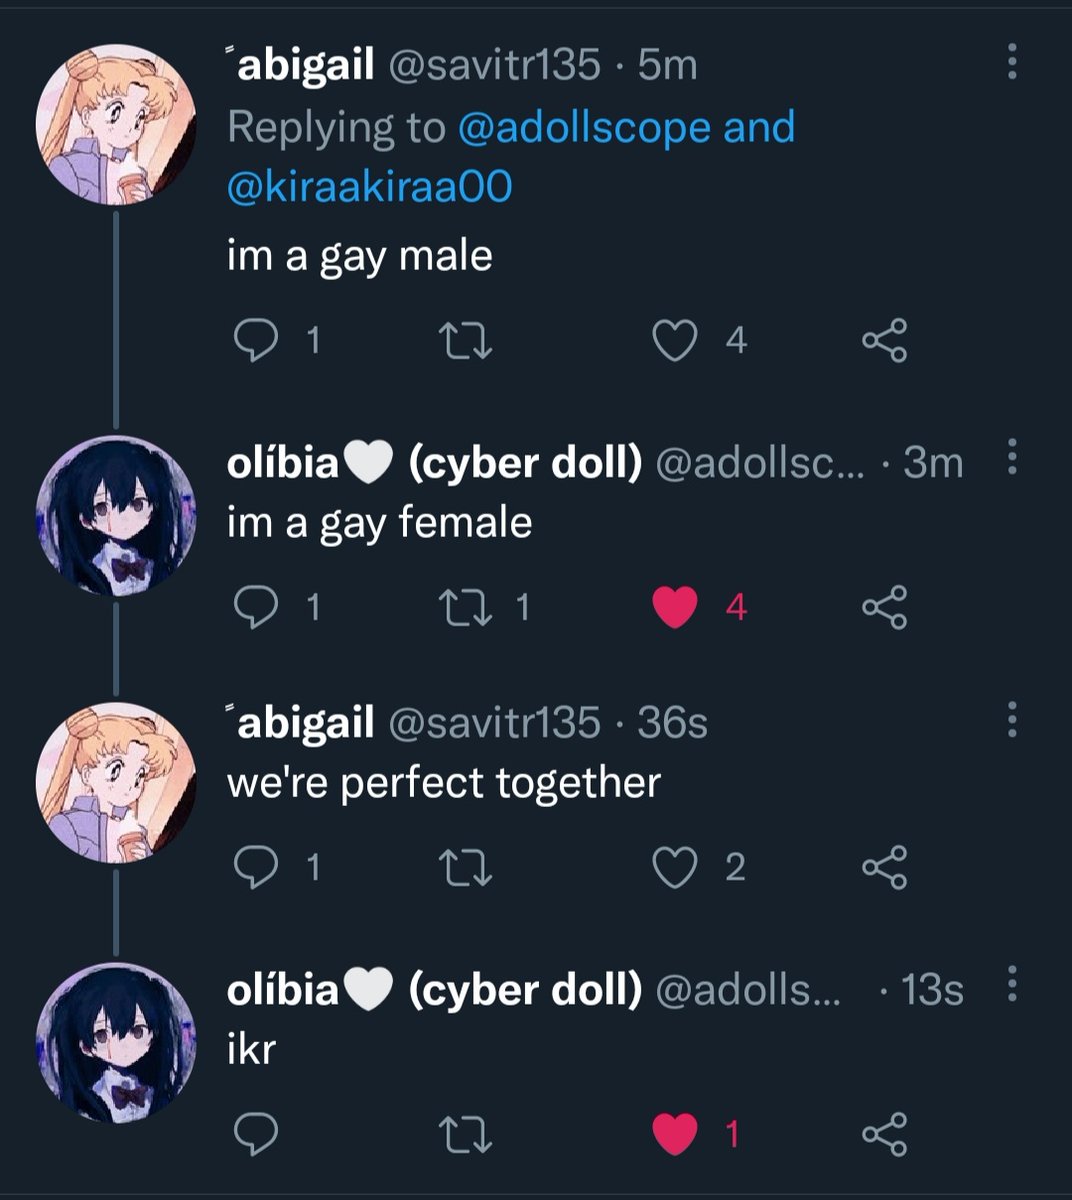 ⁼abigail @savitr135 · 5m
Replying to @adollscope and
@kiraakiraa00
im a gay male
1 4
olíbia🤍 (cyber doll) @adollsc... · 3m
im a gay female
1 1 4
⁼abigail @savitr135 · 36s
we're perfect together
1 2
olíbia🤍 (cyber doll) @adolls... · 13s
ikr
1